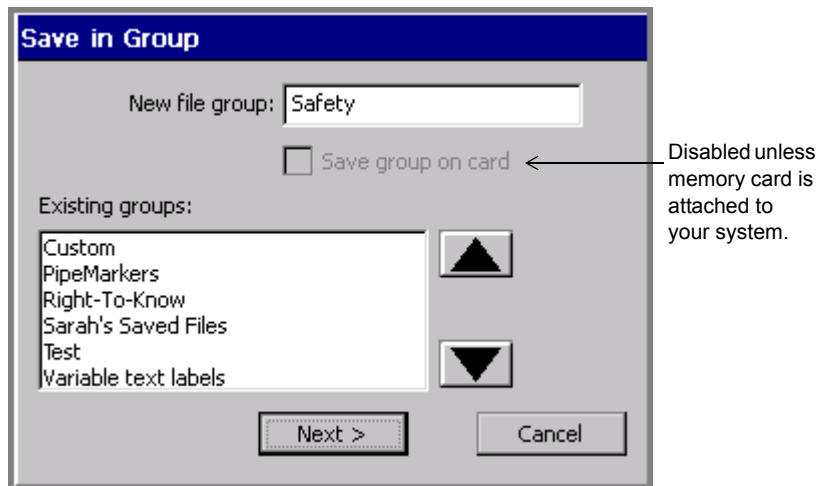 Save in Group
New file group: Safety
Save group on card
Disabled unless
memory card is
attached to
your system.
Existing groups:
Custom
PipeMarkers
Right-To-Know
Sarah's Saved Files
Test
Variable text labels
Next >
Cancel